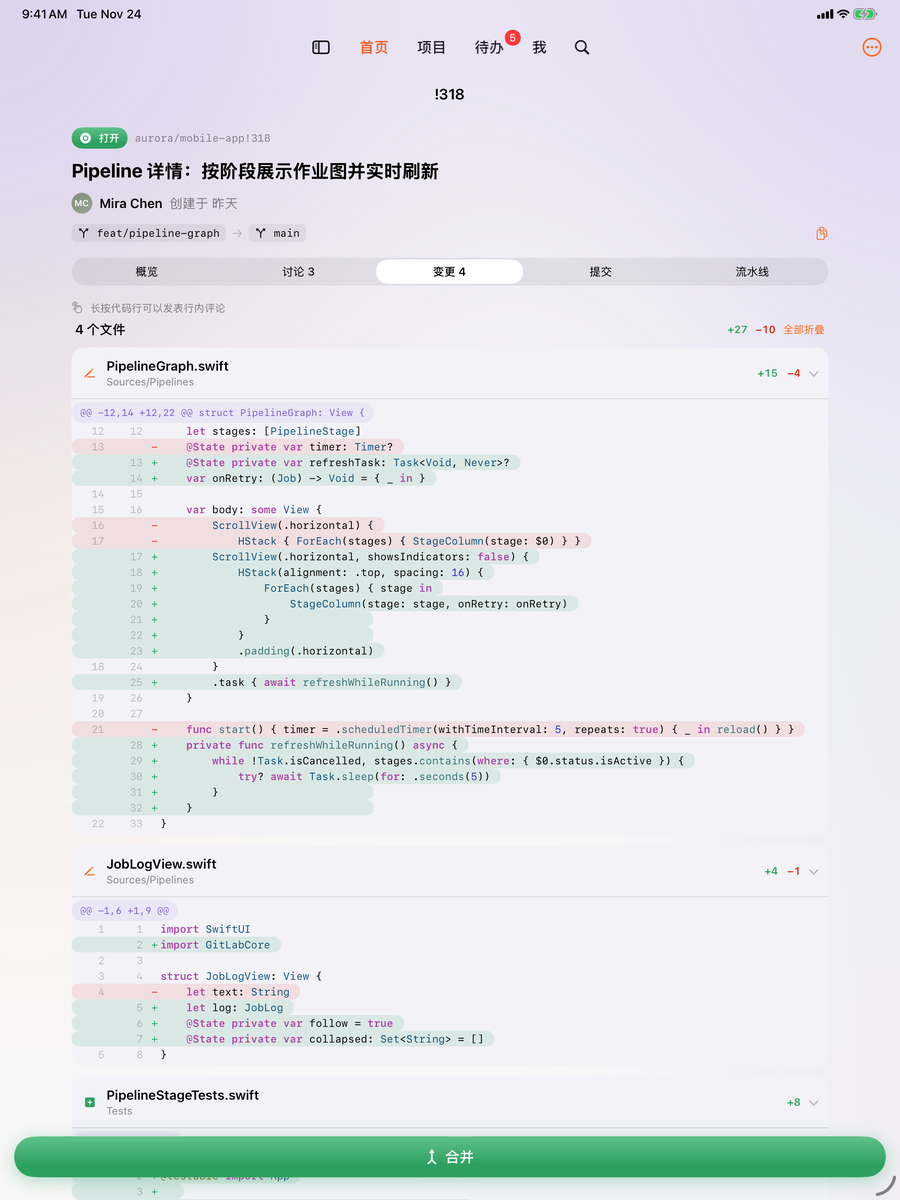 9:41 AM Tue Nov 24
首页 项目 待办 5 我
!318
打开 aurora/mobile-app!318
Pipeline 详情：按阶段展示作业图并实时刷新
MC Mira Chen 创建于 昨天
feat/pipeline-graph → main
概览 讨论 3 变更 4 提交 流水线
长按代码行可以发表行内评论
4 个文件 +27 −10 全部折叠
PipelineGraph.swift
Sources/Pipelines
+15 −4
@@ -12,14 +12,22 @@ struct PipelineGraph: View {
12 12 let stages: [PipelineStage]
13 − @State private var timer: Timer?
13 + @State private var refreshTask: Task<Void, Never>?
14 + var onRetry: (Job) -> Void = { _ in }
14 15
15 16 var body: some View {
16 − ScrollView(.horizontal) {
17 − HStack { ForEach(stages) { StageColumn(stage: $0) } }
17 + ScrollView(.horizontal, showsIndicators: false) {
18 + HStack(alignment: .top, spacing: 16) {
19 + ForEach(stages) { stage in
20 + StageColumn(stage: stage, onRetry: onRetry)
21 + }
22 + }
23 + .padding(.horizontal)
18 24 }
25 + .task { await refreshWhileRunning() }
19 26 }
20 27
21 − func start() { timer = .scheduledTimer(withTimeInterval: 5, repeats: true) { _ in reload() } }
28 + private func refreshWhileRunning() async {
29 + while !Task.isCancelled, stages.contains(where: { $0.status.isActive }) {
30 + try? await Task.sleep(for: .seconds(5))
31 + }
32 + }
22 33 }
JobLogView.swift
Sources/Pipelines
+4 −1
@@ -1,6 +1,9 @@
1 1 import SwiftUI
2 + import GitLabCore
2 3
3 4 struct JobLogView: View {
4 − let text: String
5 + let log: JobLog
6 + @State private var follow = true
7 + @State private var collapsed: Set<String> = []
5 8 }
PipelineStageTests.swift
Tests
+8
合并
2 + @testable import App
3 +